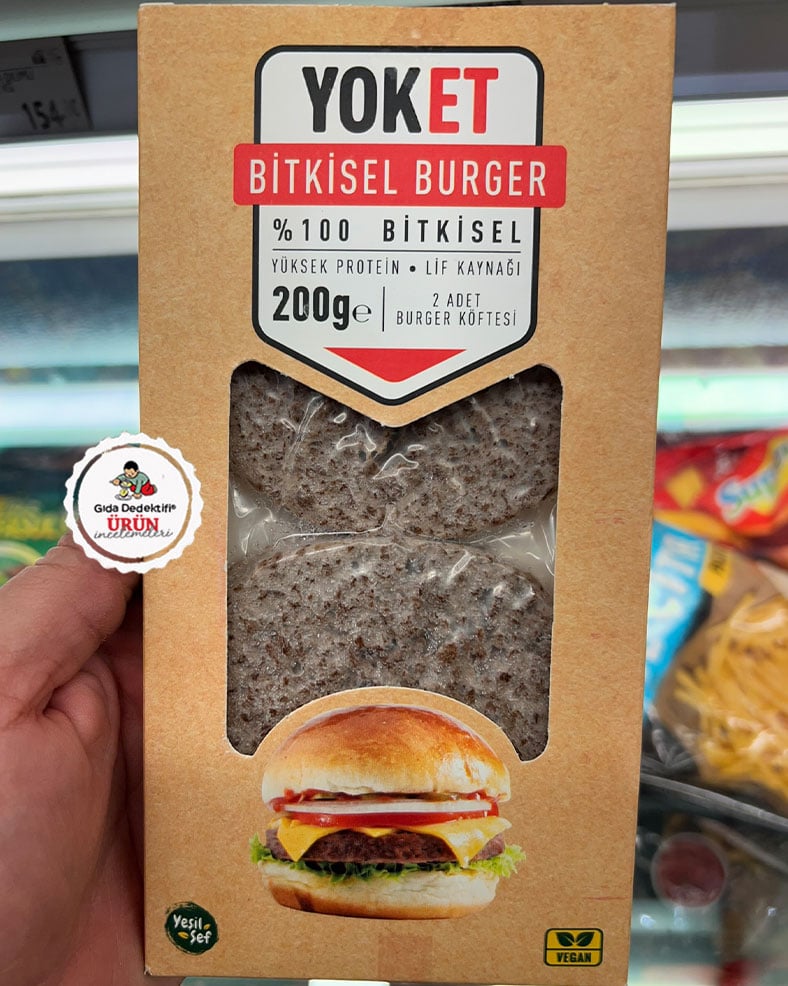 154
YOKET
BİTKİSEL BURGER
%100 BİTKİSEL
YÜKSEK PROTEİN • LİF KAYNAĞI
200g℮
2 ADET
BURGER KÖFTESİ
Gıda Dedektifi®
ÜRÜN
incelemeleri
Yeşil
Şef
VEGAN